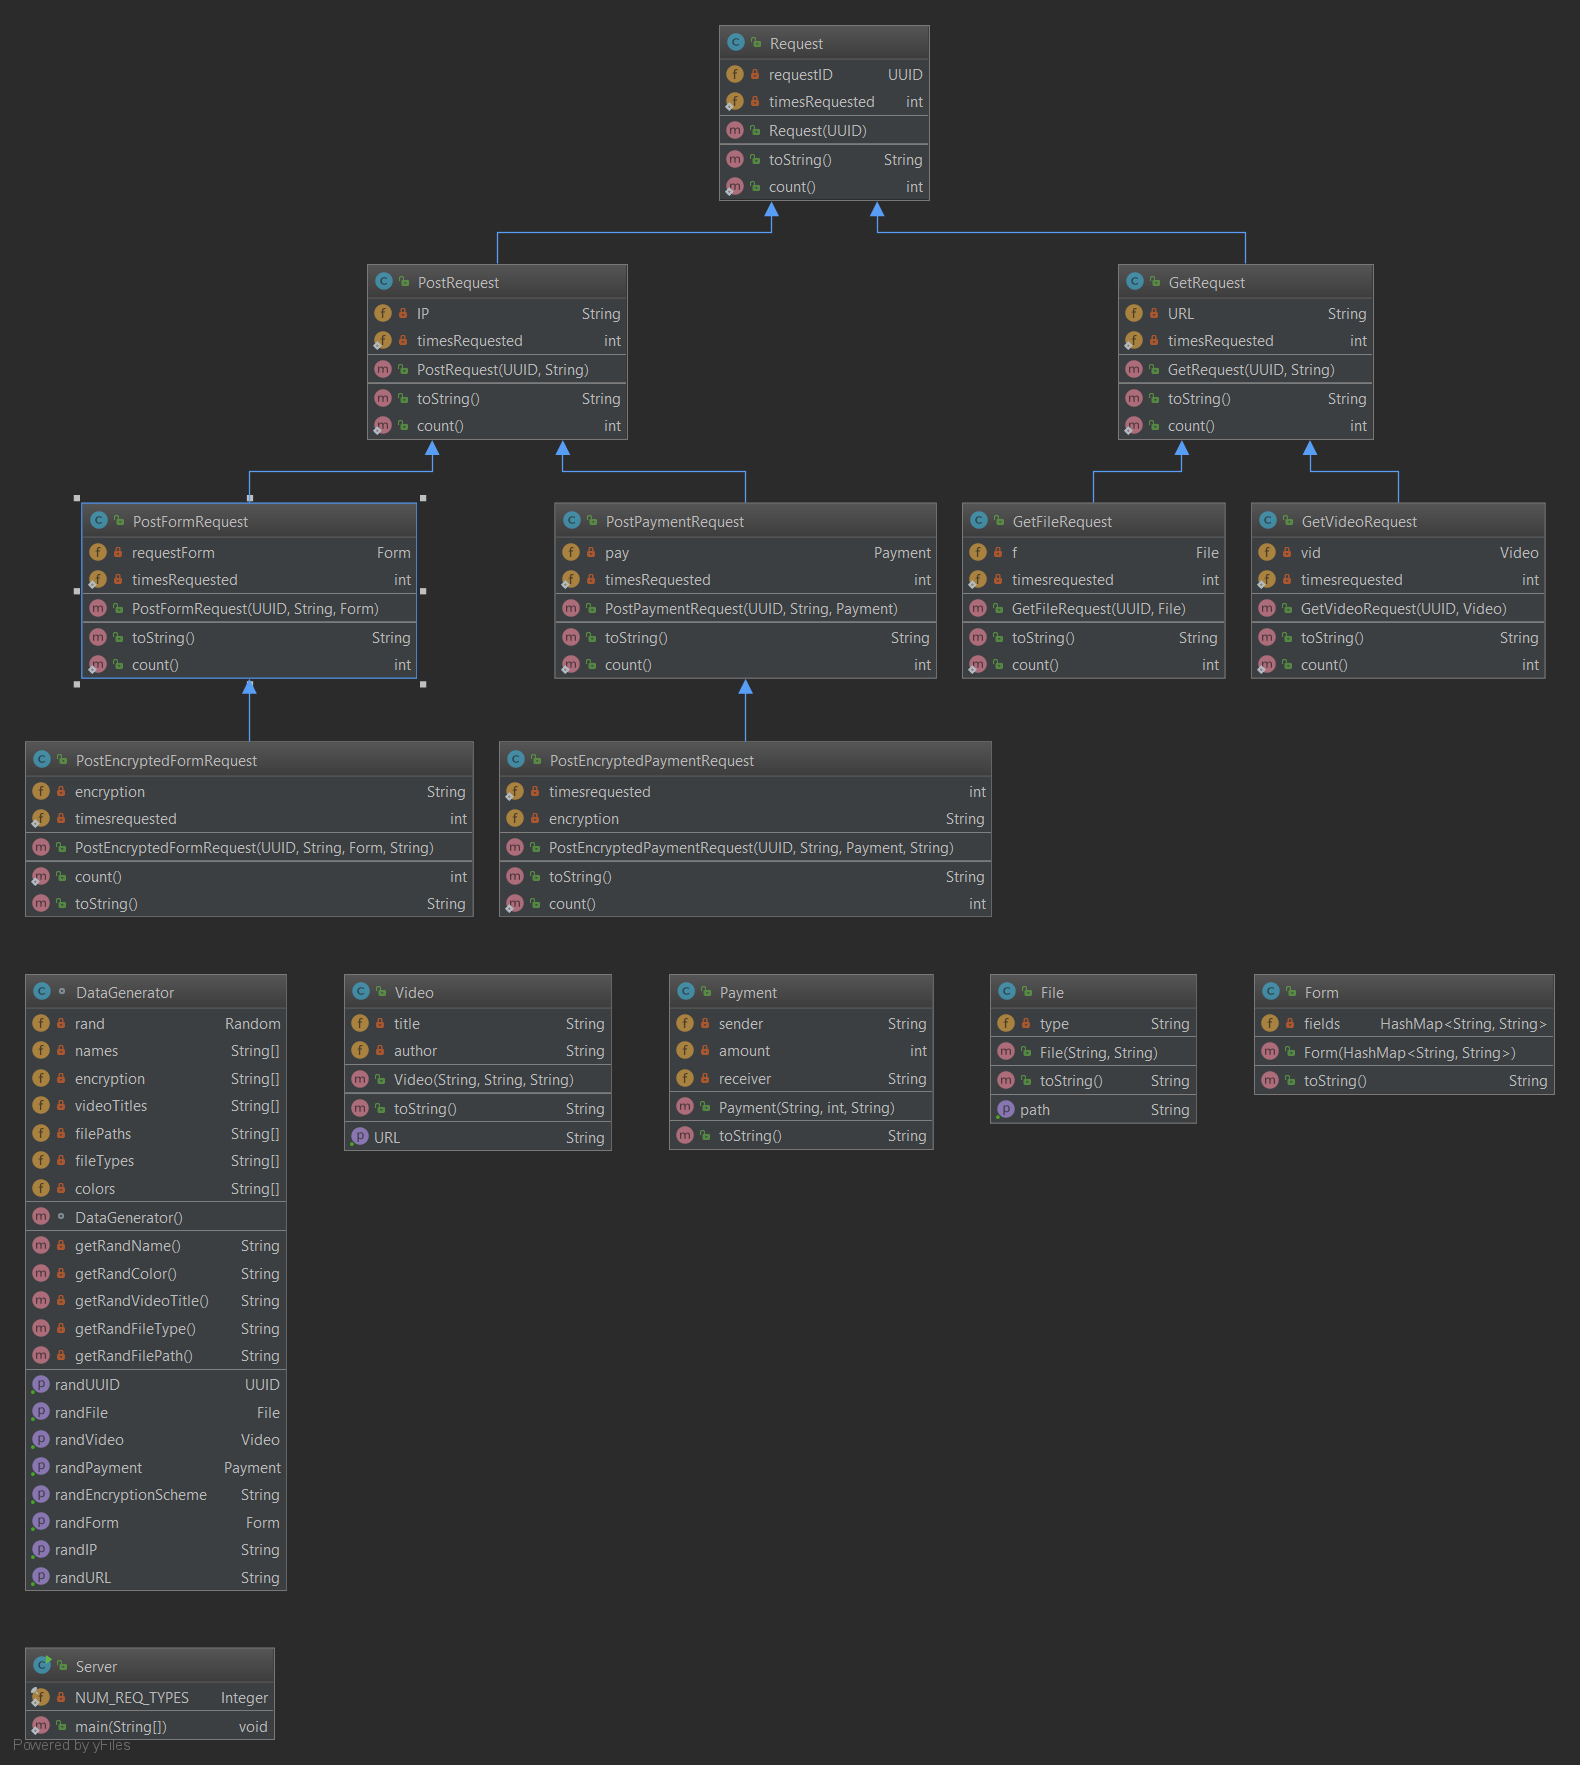 Request
requestID UUID
timesRequested int
Request(UUID)
toString() String
count() int
PostRequest
IP String
timesRequested int
PostRequest(UUID, String)
toString() String
count() int
GetRequest
URL String
timesRequested int
GetRequest(UUID, String)
toString() String
count() int
PostFormRequest
requestForm Form
timesRequested int
PostFormRequest(UUID, String, Form)
toString() String
count() int
PostPaymentRequest
pay Payment
timesRequested int
PostPaymentRequest(UUID, String, Payment)
toString() String
count() int
GetFileRequest
f File
timesrequested int
GetFileRequest(UUID, File)
toString() String
count() int
GetVideoRequest
vid Video
timesrequested int
GetVideoRequest(UUID, Video)
toString() String
count() int
PostEncryptedFormRequest
encryption String
timesrequested int
PostEncryptedFormRequest(UUID, String, Form, String)
count() int
toString() String
PostEncryptedPaymentRequest
timesrequested int
encryption String
PostEncryptedPaymentRequest(UUID, String, Payment, String)
toString() String
count() int
DataGenerator
rand Random
names String[]
encryption String[]
videoTitles String[]
filePaths String[]
fileTypes String[]
colors String[]
DataGenerator()
getRandName() String
getRandColor() String
getRandVideoTitle() String
getRandFileType() String
getRandFilePath() String
randUUID UUID
randFile File
randVideo Video
randPayment Payment
randEncryptionScheme String
randForm Form
randIP String
randURL String
Video
title String
author String
Video(String, String, String)
toString() String
URL String
Payment
sender String
amount int
receiver String
Payment(String, int, String)
toString() String
File
type String
File(String, String)
toString() String
path String
Form
fields HashMap<String, String>
Form(HashMap<String, String>)
toString() String
Server
NUM_REQ_TYPES Integer
main(String[]) void
Powered by yFiles